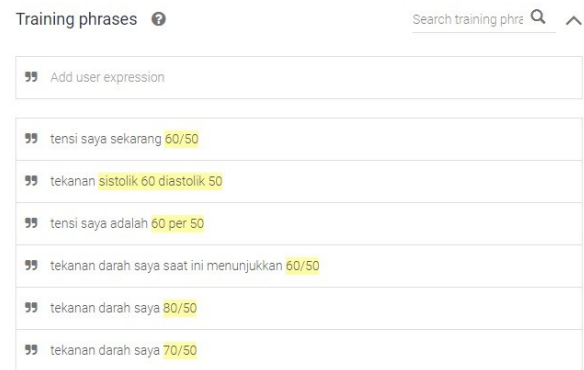 Training phrases
Search training phra
Add user expression
tensi saya sekarang 60/50
tekanan sistolik 60 diastolik 50
tensi saya adalah 60 per 50
tekanan darah saya saat ini menunjukkan 60/50
tekanan darah saya 80/50
tekanan darah saya 70/50